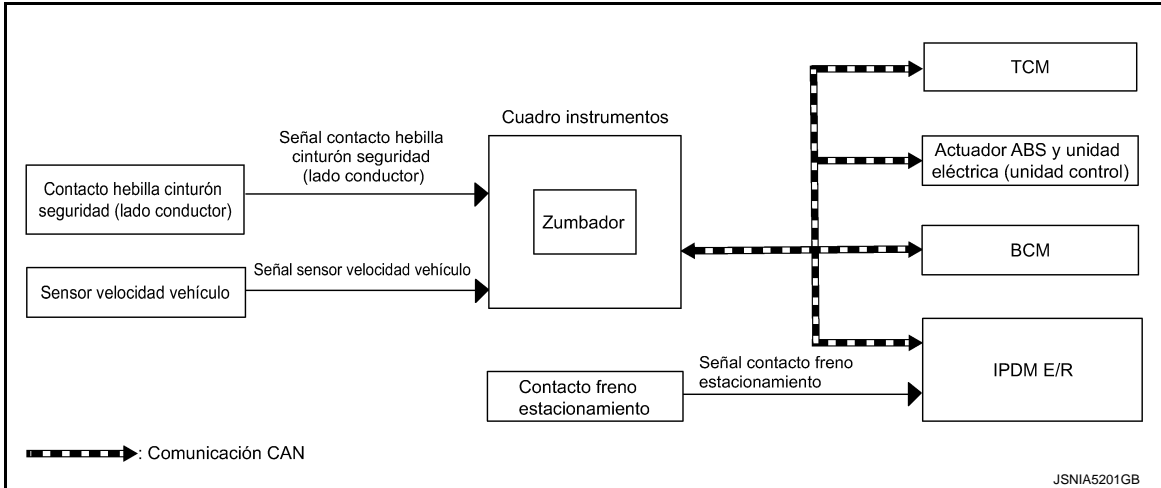 TCM
Cuadro instrumentos
Señal contacto hebilla
cinturón seguridad
(lado conductor)
Actuador ABS y unidad
eléctrica (unidad control)
Contacto hebilla cinturón
seguridad (lado conductor)
Zumbador
BCM
Señal sensor velocidad vehículo
Sensor velocidad vehículo
Señal contacto freno
estacionamiento
IPDM E/R
Contacto freno
estacionamiento
: Comunicación CAN
JSNIA5201GB